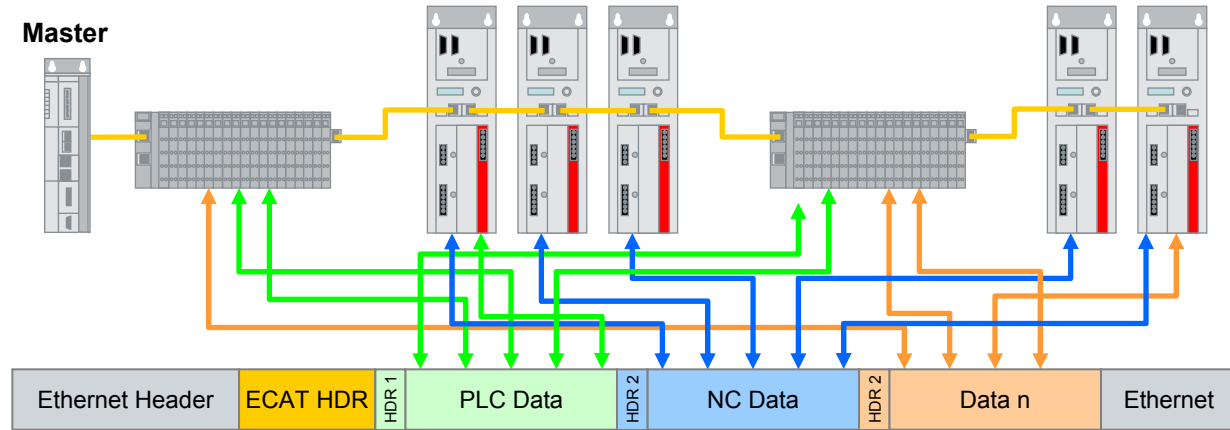 Master
Ethernet Header
ECAT HDR
HDR 1
PLC Data
HDR 2
NC Data
HDR 2
Data n
Ethernet